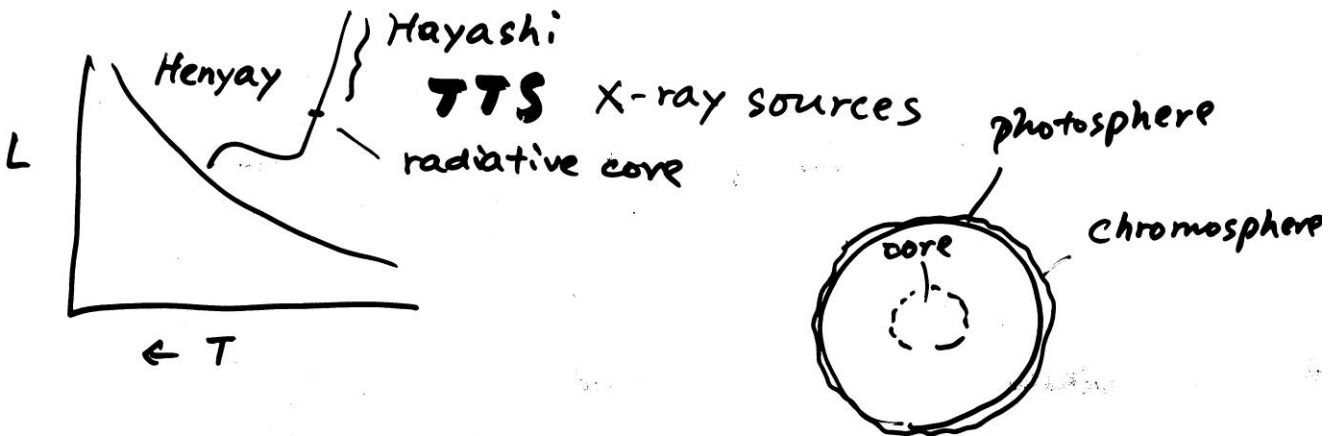 Hayashi
Henyay
TTS X-ray sources
photosphere
L
radiative core
chromosphere
core
← T